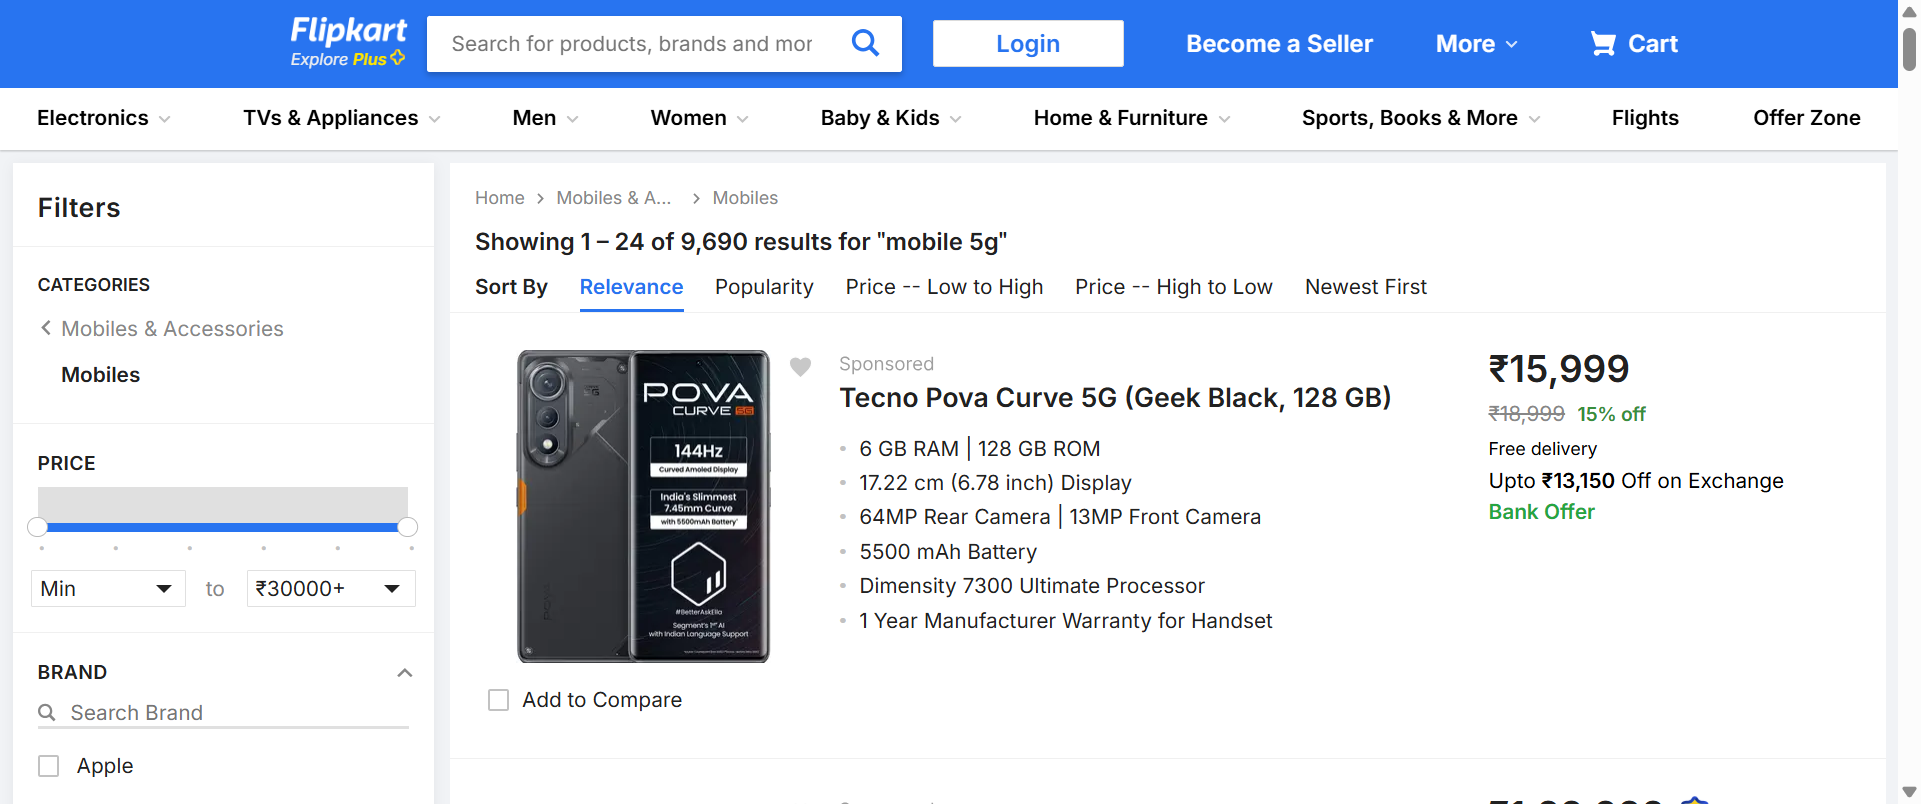 Flipkart
Explore Plus
Search for products, brands and mor
Login
Become a Seller
More
Cart
Electronics
TVs & Appliances
Men
Women
Baby & Kids
Home & Furniture
Sports, Books & More
Flights
Offer Zone
Filters
CATEGORIES
Mobiles & Accessories
Mobiles
PRICE
Min
to
₹30000+
BRAND
Search Brand
Apple
Home
Mobiles & A...
Mobiles
Showing 1 – 24 of 9,690 results for "mobile 5g"
Sort By
Relevance
Popularity
Price -- Low to High
Price -- High to Low
Newest First
POVA
CURVE 5G
144Hz
Curved Amoled Display
India's Slimmest
7.45mm Curve
with 5500mAh Battery*
#BetterAskElla
Segment's 1st AI
with Indian Language Support
Add to Compare
Sponsored
Tecno Pova Curve 5G (Geek Black, 128 GB)
6 GB RAM | 128 GB ROM
17.22 cm (6.78 inch) Display
64MP Rear Camera | 13MP Front Camera
5500 mAh Battery
Dimensity 7300 Ultimate Processor
1 Year Manufacturer Warranty for Handset
₹15,999
₹18,999 15% off
Free delivery
Upto ₹13,150 Off on Exchange
Bank Offer